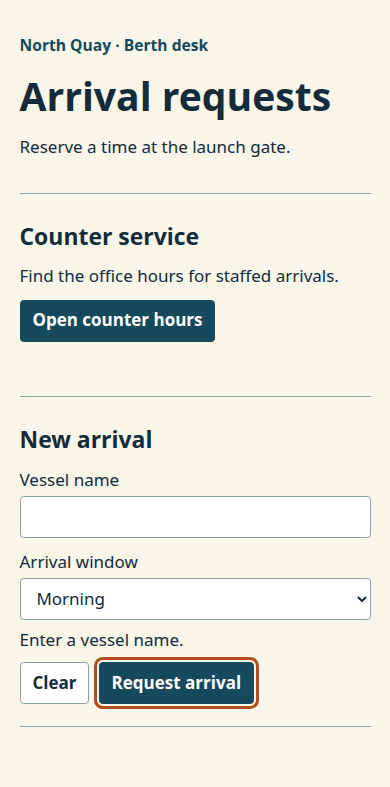 North Quay · Berth desk
Arrival requests
Reserve a time at the launch gate.
Counter service
Find the office hours for staffed arrivals.
Open counter hours
New arrival
Vessel name
Arrival window
Morning
Enter a vessel name.
Clear
Request arrival